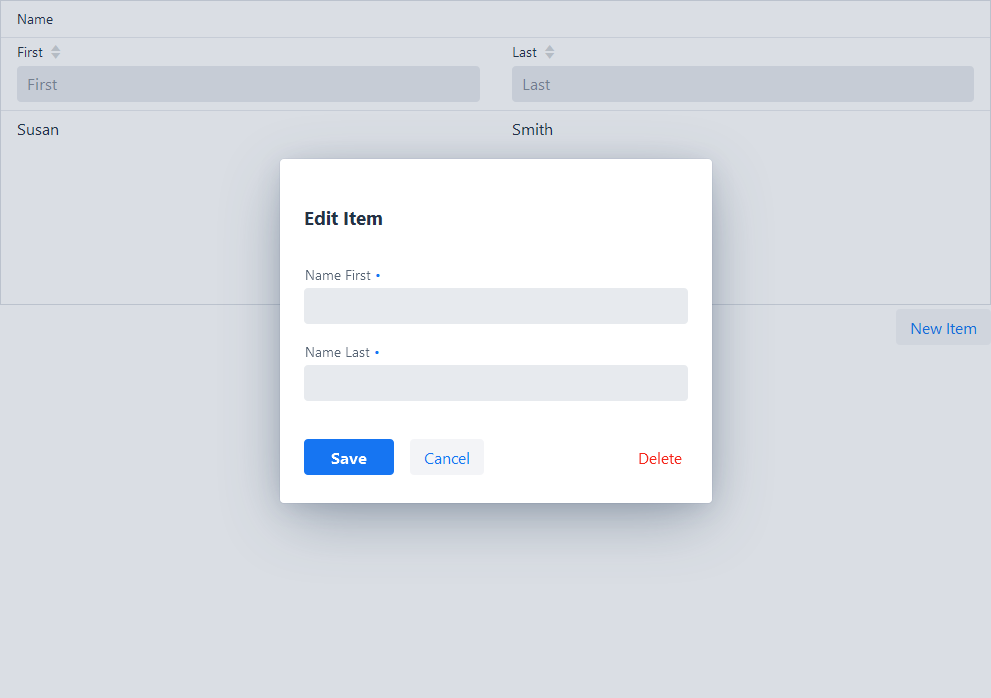 Name
First Last
First Last
Susan Smith
Edit Item
Name First •
New Item
Name Last •
Save Cancel Delete